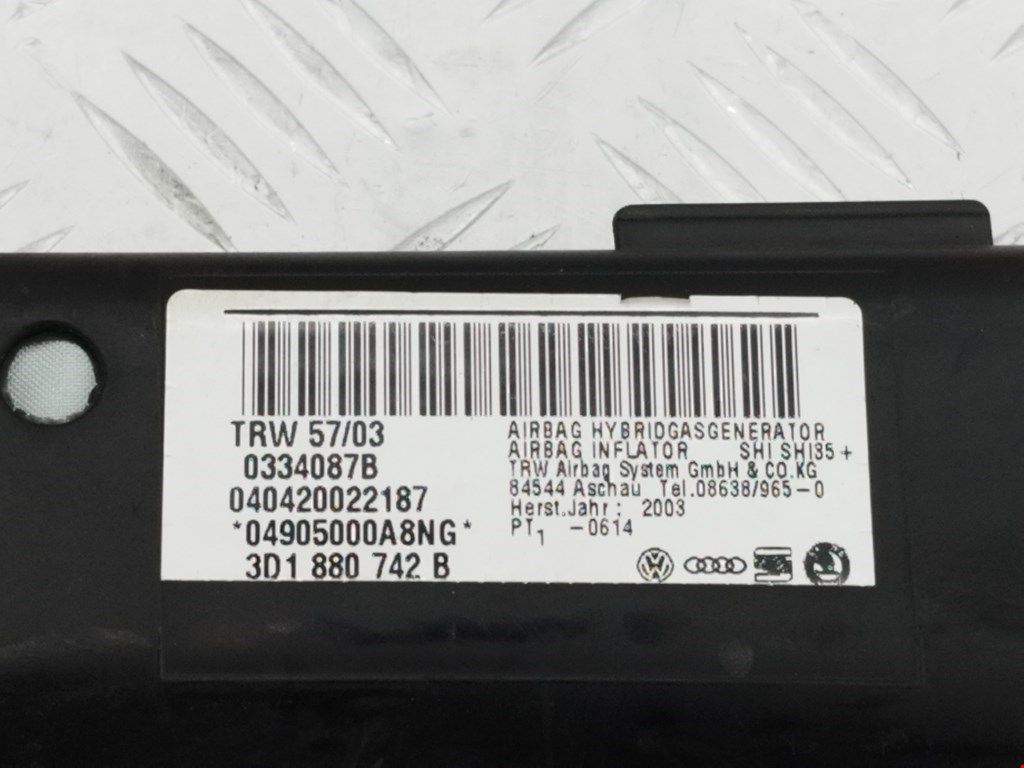 TRW 57/03
0334087B
040420022187
*04905000A8NG*
3D1 880 742 B
AIRBAG HYBRIDGASGENERATOR
AIRBAG INFLATOR SHI SHI35+
TRW Airbag System GmbH & CO.KG
84544 Aschau Tel.08638/965-0
Herst.Jahr: 2003
PT1 -0614